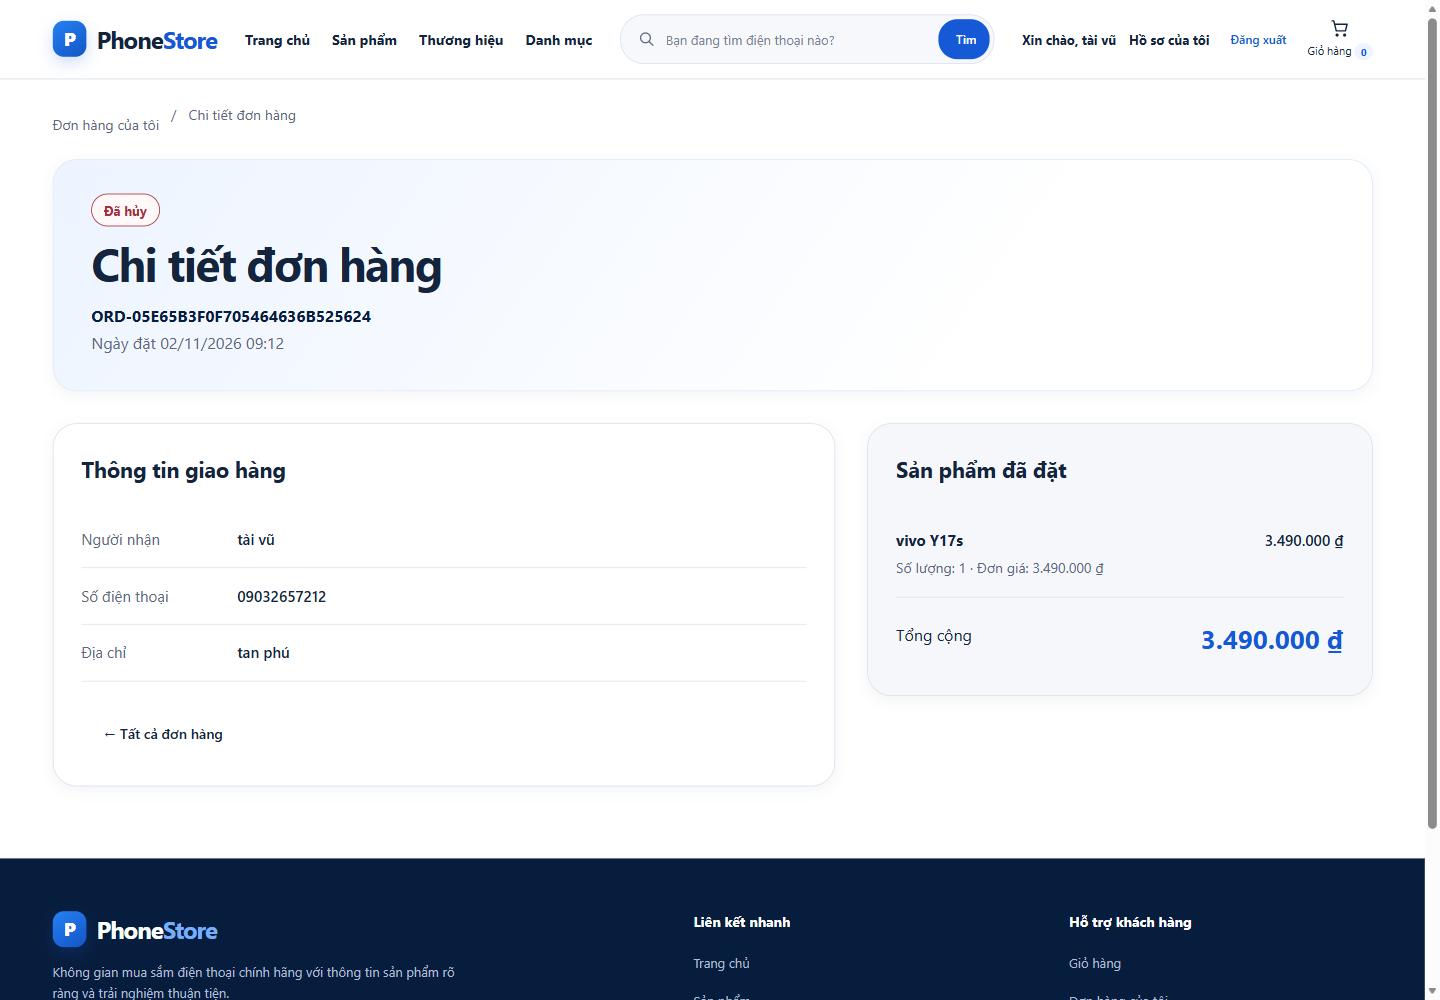 P PhoneStore Trang chủ Sản phẩm Thương hiệu Danh mục Bạn đang tìm điện thoại nào? Tìm Xin chào, tài vũ Hồ sơ của tôi Đăng xuất Giỏ hàng 0
Đơn hàng của tôi / Chi tiết đơn hàng
Đã hủy
Chi tiết đơn hàng
ORD-05E65B3F0F705464636B525624
Ngày đặt 02/11/2026 09:12
Thông tin giao hàng
Người nhận tài vũ
Số điện thoại 09032657212
Địa chỉ tan phú
← Tất cả đơn hàng
Sản phẩm đã đặt
vivo Y17s 3.490.000 ₫
Số lượng: 1 · Đơn giá: 3.490.000 ₫
Tổng cộng 3.490.000 ₫
P PhoneStore
Không gian mua sắm điện thoại chính hãng với thông tin sản phẩm rõ
ràng và trải nghiệm thuận tiện.
Liên kết nhanh
Trang chủ
Sản phẩm
Hỗ trợ khách hàng
Giỏ hàng
Đơn hàng của tôi